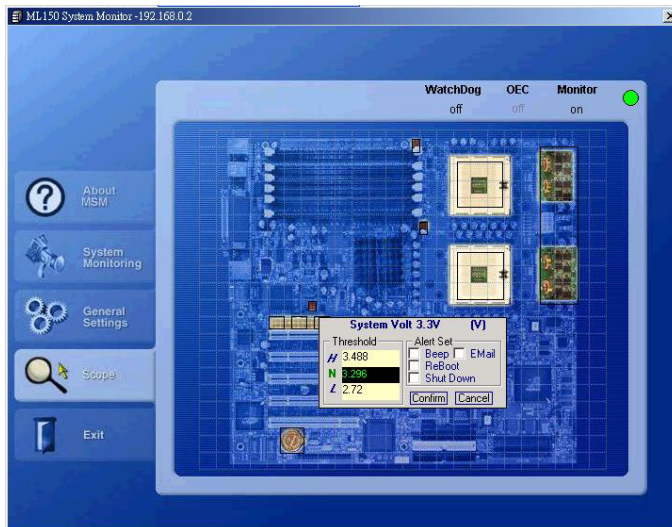 ML150 System Monitor -192.168.0.2
WatchDog OEC Monitor
off off on
About
MSM
System
Monitoring
General
Settings
Scope
Exit
System Volt 3.3V (V)
Threshold
H 3.488
N 3.296
L 2.72
Alert Set
Beep EMail
ReBoot
Shut Down
Confirm Cancel